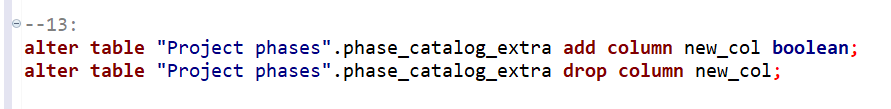 --13:
alter table "Project phases".phase_catalog_extra add column new_col boolean;
alter table "Project phases".phase_catalog_extra drop column new_col;